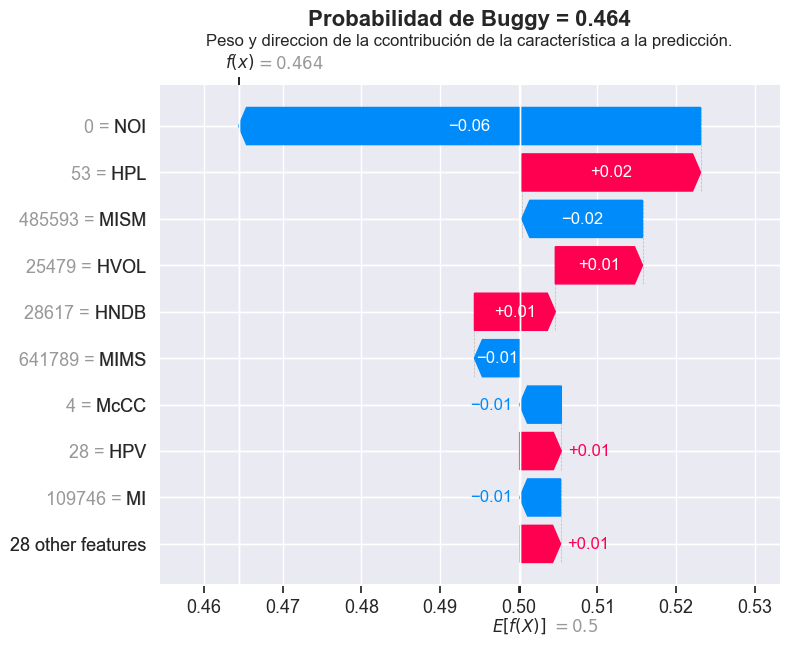 Probabilidad de Buggy = 0.464
Peso y direccion de la ccontribución de la característica a la predicción.
f(x) = 0.464
0 = NOI −0.06
53 = HPL +0.02
485593 = MISM −0.02
25479 = HVOL +0.01
28617 = HNDB +0.01
641789 = MIMS −0.01
4 = McCC −0.01
28 = HPV +0.01
109746 = MI −0.01
28 other features +0.01
0.46 0.47 0.48 0.49 0.50 0.51 0.52 0.53
E[f(X)] = 0.5